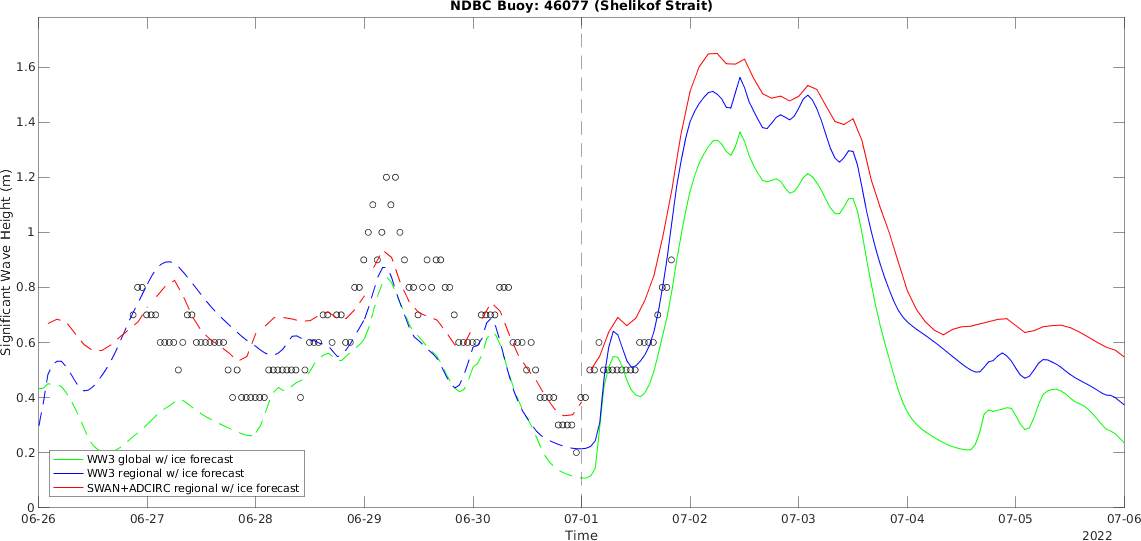 NDBC Buoy: 46077 (Shelikof Strait)
Significant Wave Height (m)
1.6
1.4
1.2
1
0.8
0.6
0.4
0.2
0
WW3 global w/ ice forecast
WW3 regional w/ ice forecast
SWAN+ADCIRC regional w/ ice forecast
06-26 06-27 06-28 06-29 06-30 07-01 07-02 07-03 07-04 07-05 07-06
Time
2022